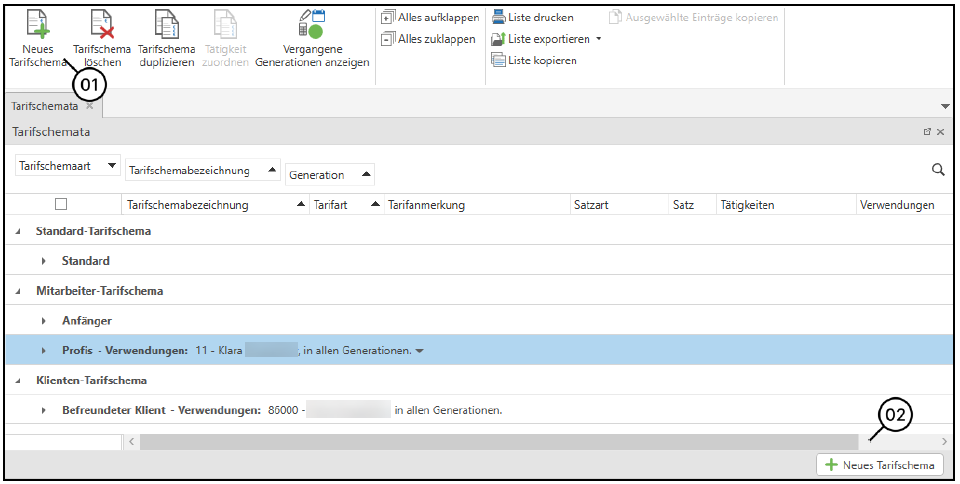 Neues Tarifschema
Tarifschema löschen
Tarifschema duplizieren
Tätigkeit zuordnen
Vergangene Generationen anzeigen
Alles aufklappen
Alles zuklappen
Liste drucken
Liste exportieren
Liste kopieren
Ausgewählte Einträge kopieren
01
Tarifschemata
Tarifschemata
Tarifschemaart
Tarifschemabezeichnung
Generation
Tarifschemabezeichnung Tarifart Tarifanmerkung Satzart Satz Tätigkeiten Verwendungen
Standard-Tarifschema
Standard
Mitarbeiter-Tarifschema
Anfänger
Profis - Verwendungen: 11 - Klara , in allen Generationen.
Klienten-Tarifschema
Befreundeter Klient - Verwendungen: 86000 - in allen Generationen.
02
Neues Tarifschema